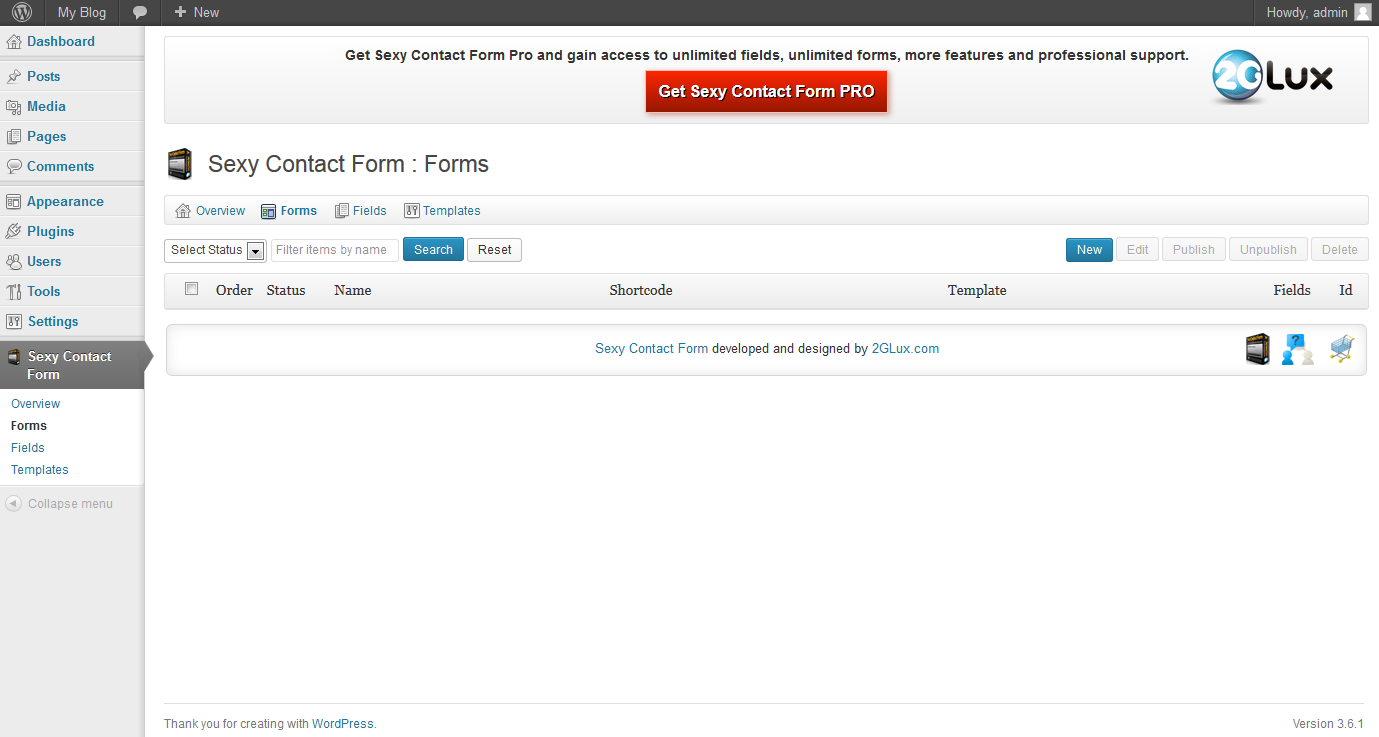 My Blog New Howdy, admin
Dashboard
Posts
Media
Pages
Comments
Appearance
Plugins
Users
Tools
Settings
Sexy Contact
Form
Overview
Forms
Fields
Templates
Collapse menu
Get Sexy Contact Form Pro and gain access to unlimited fields, unlimited forms, more features and professional support.
Get Sexy Contact Form PRO
2GLux
Sexy Contact Form : Forms
Overview Forms Fields Templates
Select Status Filter items by name Search Reset New Edit Publish Unpublish Delete
Order Status Name Shortcode Template Fields Id
Sexy Contact Form developed and designed by 2GLux.com
?
Thank you for creating with WordPress. Version 3.6.1